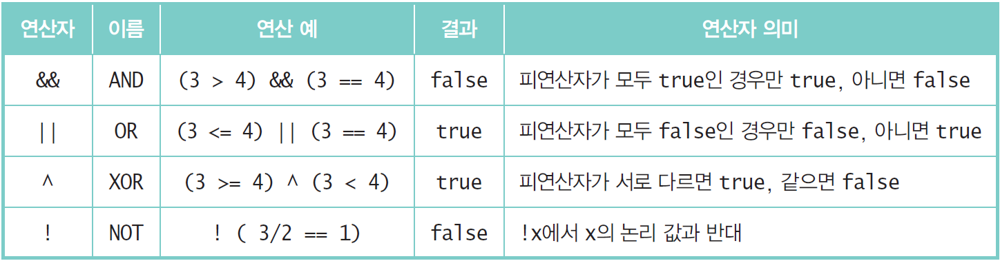 연산자 이름 연산 예 결과 연산자 의미
&& AND (3 > 4) && (3 == 4) false 피연산자가 모두 true인 경우만 true, 아니면 false
|| OR (3 <= 4) || (3 == 4) true 피연산자가 모두 false인 경우만 false, 아니면 true
^ XOR (3 >= 4) ^ (3 < 4) true 피연산자가 서로 다르면 true, 같으면 false
! NOT ! ( 3/2 == 1) false !x에서 x의 논리 값과 반대